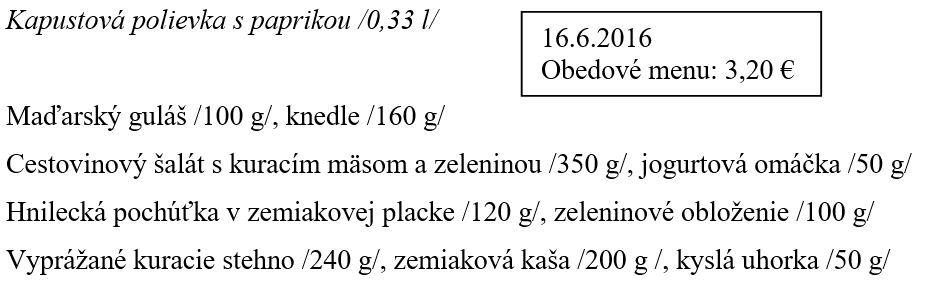 Kapustová polievka s paprikou /0,33 l/
16.6.2016
Obedové menu: 3,20 €
Maďarský guláš /100 g/, knedle /160 g/
Cestovinový šalát s kuracím mäsom a zeleninou /350 g/, jogurtová omáčka /50 g/
Hnilecká pochúťka v zemiakovej placke /120 g/, zeleninové obloženie /100 g/
Vyprážané kuracie stehno /240 g/, zemiaková kaša /200 g /, kyslá uhorka /50 g/